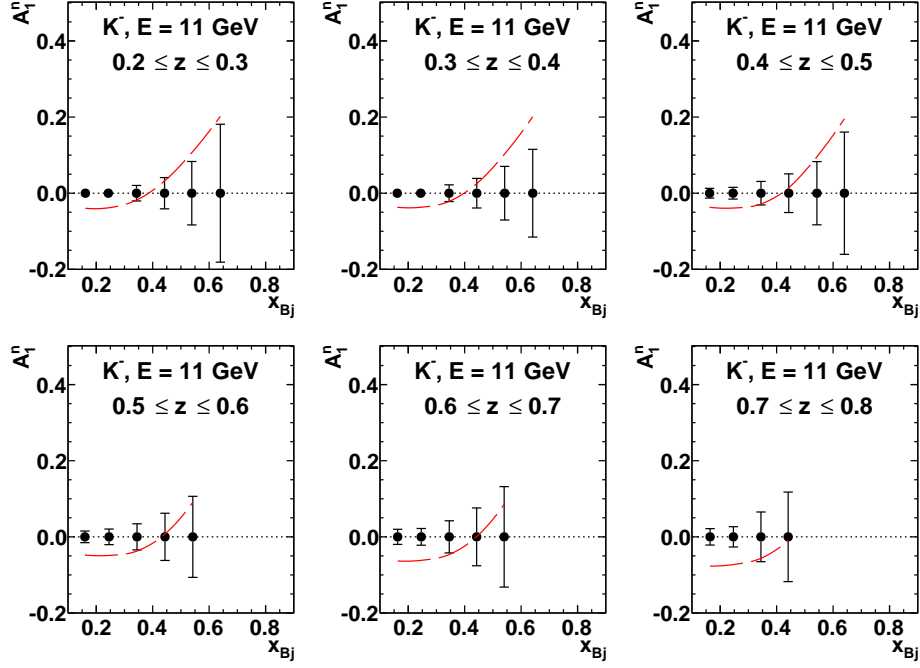 A₁ⁿ
K⁻, E = 11 GeV
0.2 ≤ z ≤ 0.3
0.4
0.2
0.0
-0.2
0.2 0.4 0.6 0.8
x_Bj
A₁ⁿ
K⁻, E = 11 GeV
0.3 ≤ z ≤ 0.4
0.4
0.2
0.0
-0.2
0.2 0.4 0.6 0.8
x_Bj
A₁ⁿ
K⁻, E = 11 GeV
0.4 ≤ z ≤ 0.5
0.4
0.2
0.0
-0.2
0.2 0.4 0.6 0.8
x_Bj
A₁ⁿ
K⁻, E = 11 GeV
0.5 ≤ z ≤ 0.6
0.4
0.2
0.0
-0.2
0.2 0.4 0.6 0.8
x_Bj
A₁ⁿ
K⁻, E = 11 GeV
0.6 ≤ z ≤ 0.7
0.4
0.2
0.0
-0.2
0.2 0.4 0.6 0.8
x_Bj
A₁ⁿ
K⁻, E = 11 GeV
0.7 ≤ z ≤ 0.8
0.4
0.2
0.0
-0.2
0.2 0.4 0.6 0.8
x_Bj